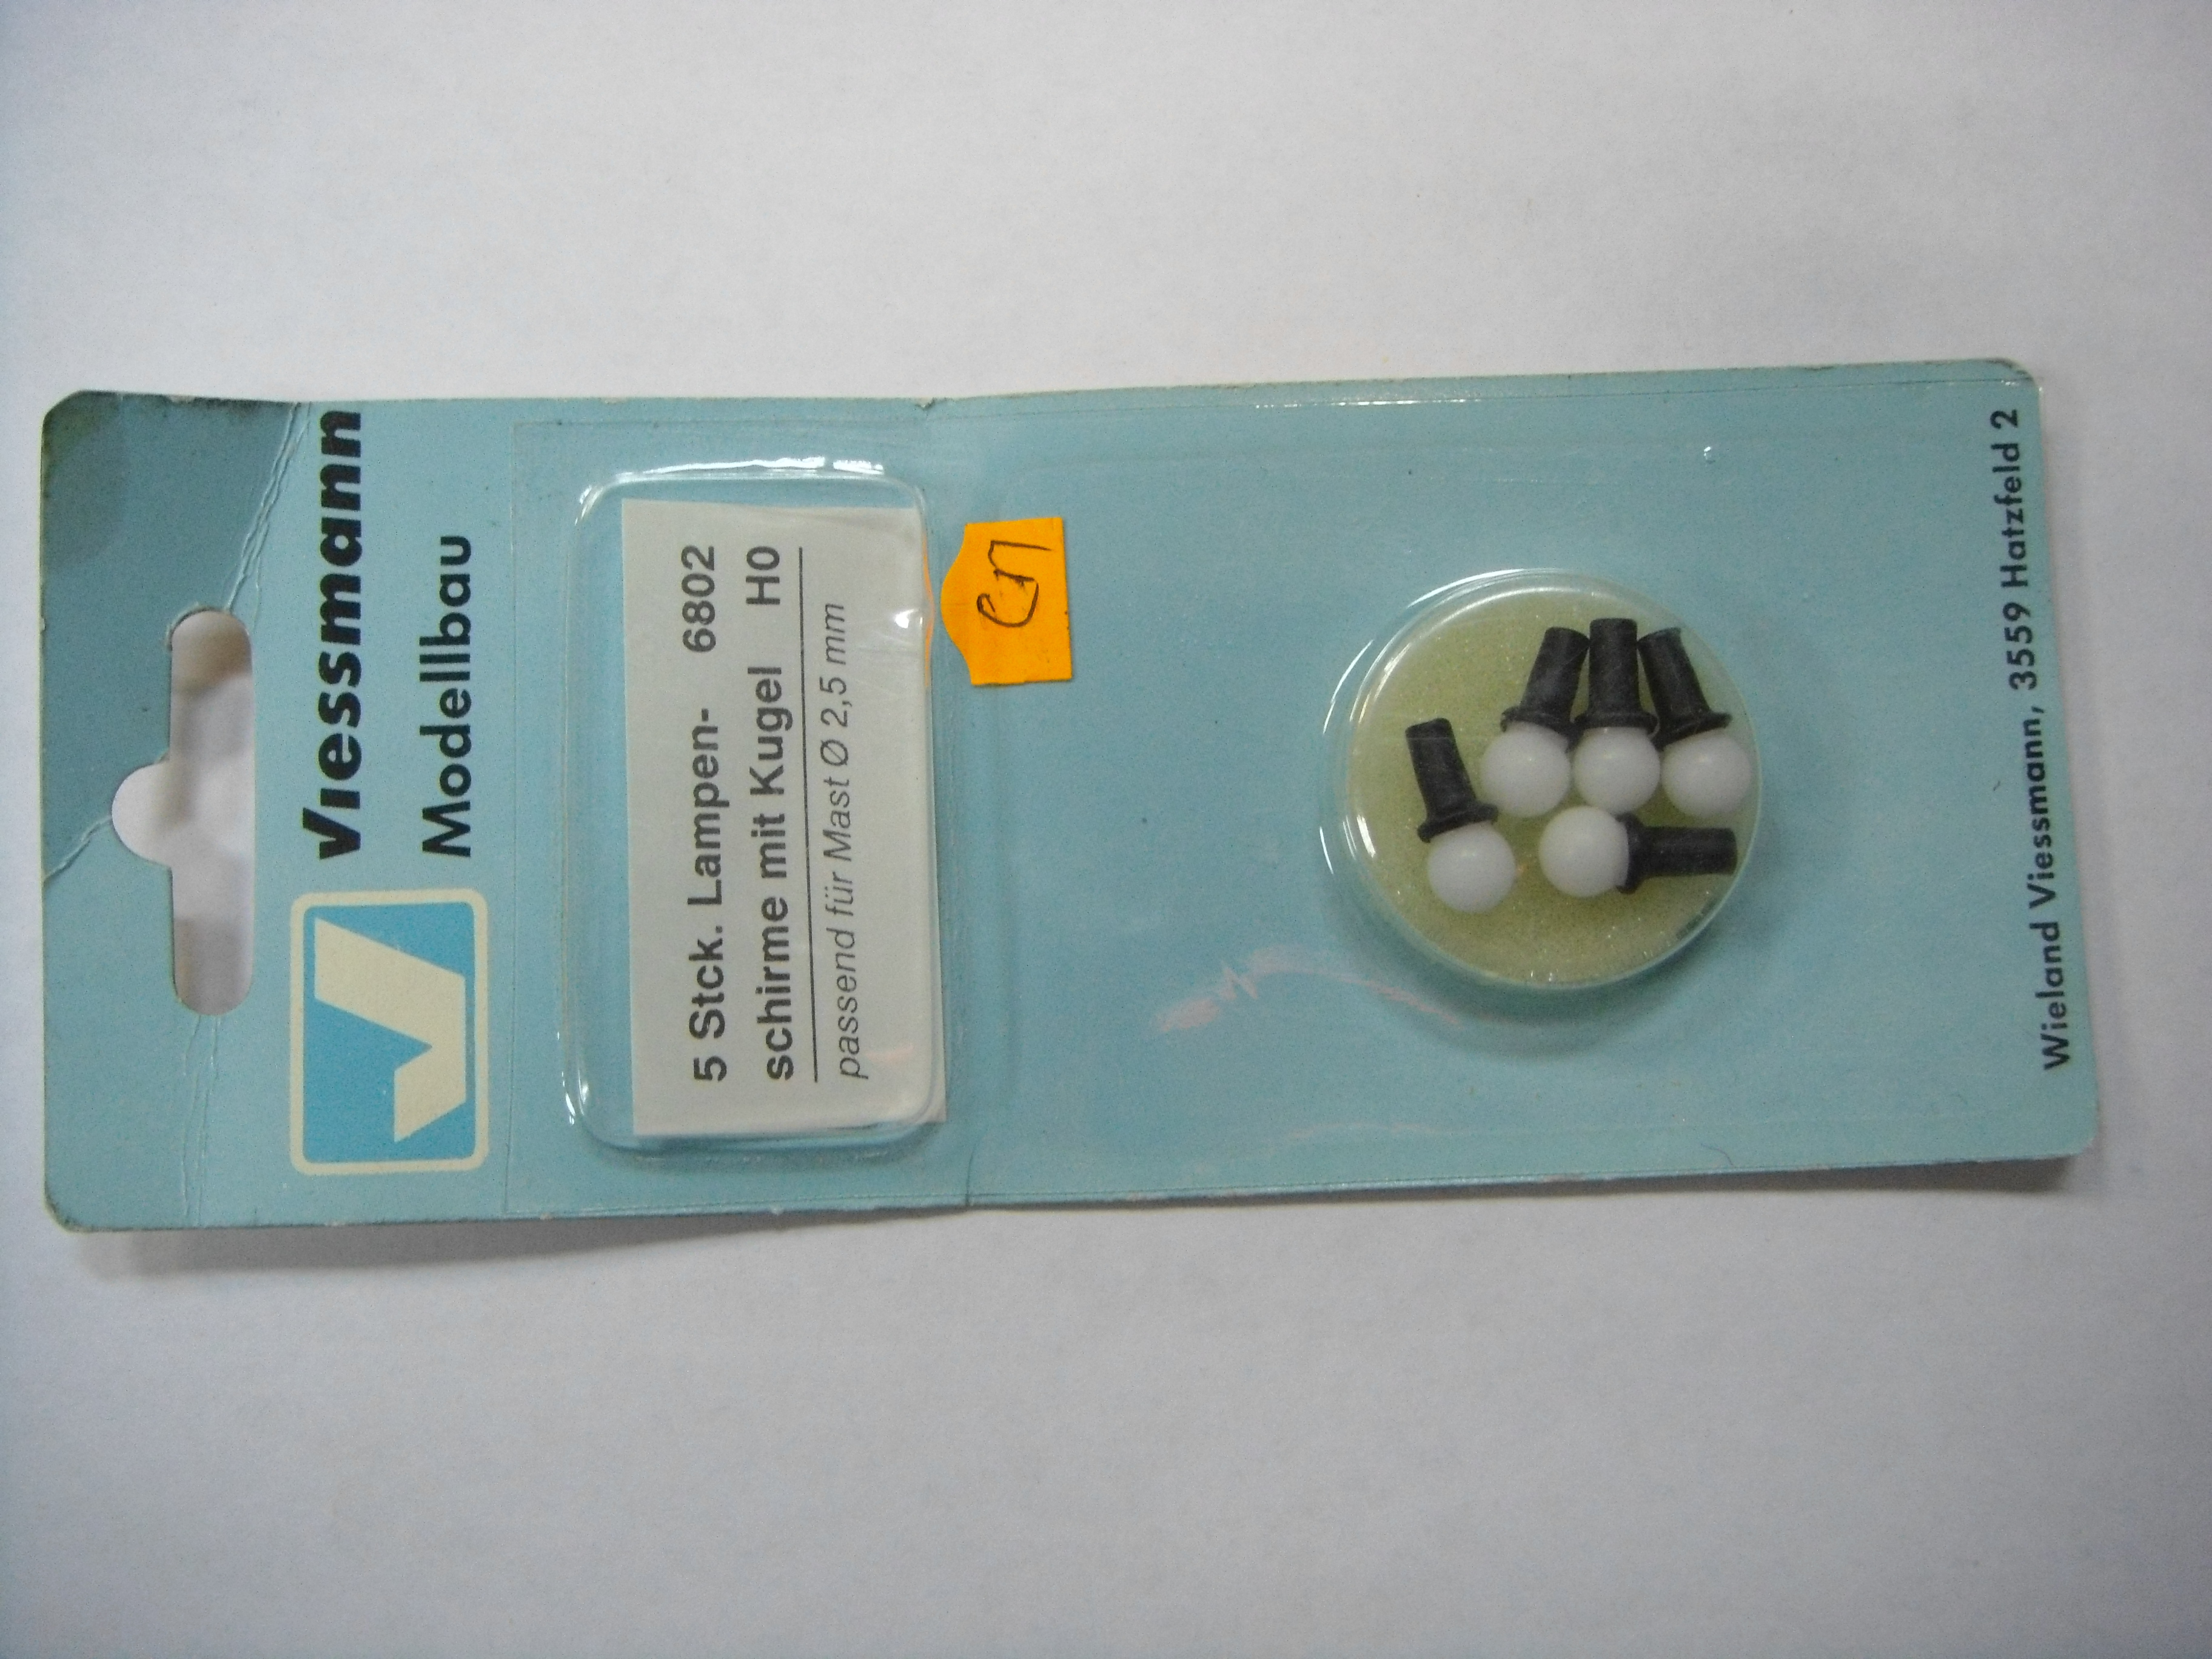 Viessmann
Modellbau
5 Stck. Lampen- 6802
schirme mit Kugel H0
passend für Mast Ø 2,5 mm
Wieland Viessmann, 3559 Hatzfeld 2